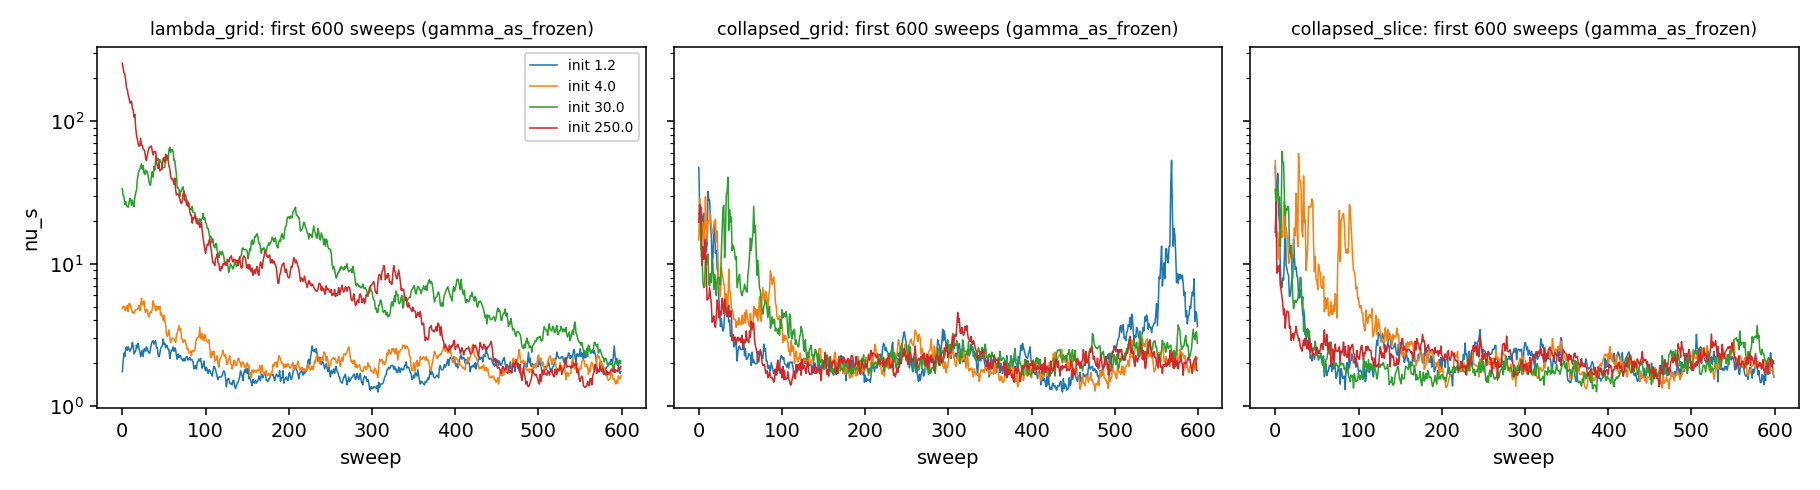 lambda_grid: first 600 sweeps (gamma_as_frozen)
collapsed_grid: first 600 sweeps (gamma_as_frozen)
collapsed_slice: first 600 sweeps (gamma_as_frozen)
init 1.2
init 4.0
init 30.0
init 250.0
nu_s
10²
10¹
10⁰
0 100 200 300 400 500 600
0 100 200 300 400 500 600
0 100 200 300 400 500 600
sweep
sweep
sweep